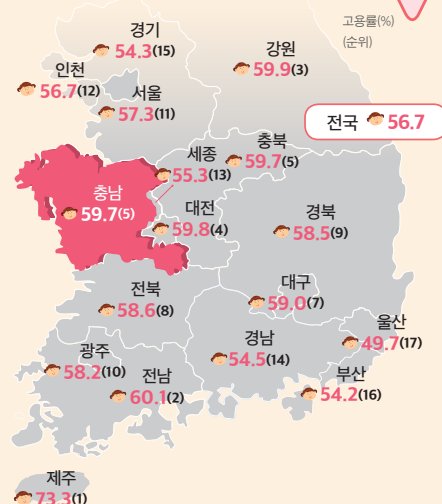 고용률(%)
(순위)
경기
54.3(15)
강원
59.9(3)
인천
56.7(12)
서울
57.3(11)
전국 56.7
충북
59.7(5)
세종
55.3(13)
충남
59.7(5)
대전
59.8(4)
경북
58.5(9)
전북
58.6(8)
대구
59.0(7)
울산
49.7(17)
광주
58.2(10)
전남
60.1(2)
경남
54.5(14)
부산
54.2(16)
제주
73.3(1)